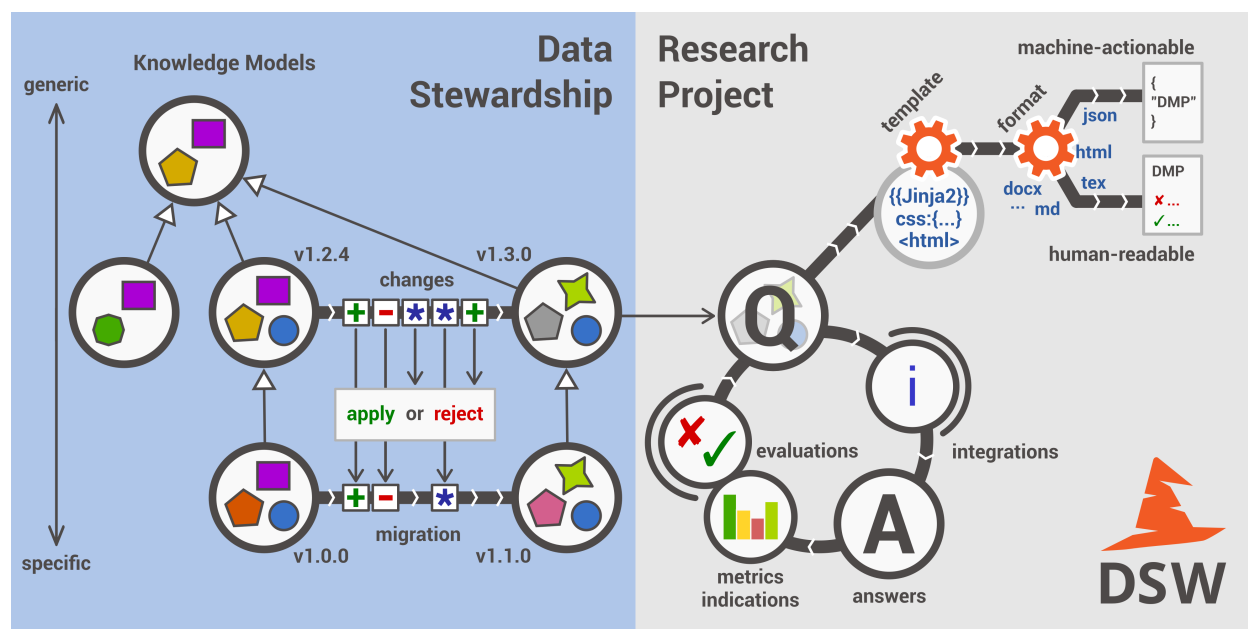 Data
Stewardship
Knowledge Models
generic
specific
v1.2.4
v1.3.0
changes
+ - * * +
apply or reject
+ - *
migration
v1.0.0
v1.1.0
Research
Project
template
format
machine-actionable
{
"DMP"
}
json
html
tex
docx
... md
DMP
✘ ...
✓ ...
human-readable
{{Jinja2}}
css:{...}
<html>
Q
i
integrations
✘ ✓
evaluations
A
answers
metrics
indications
DSW